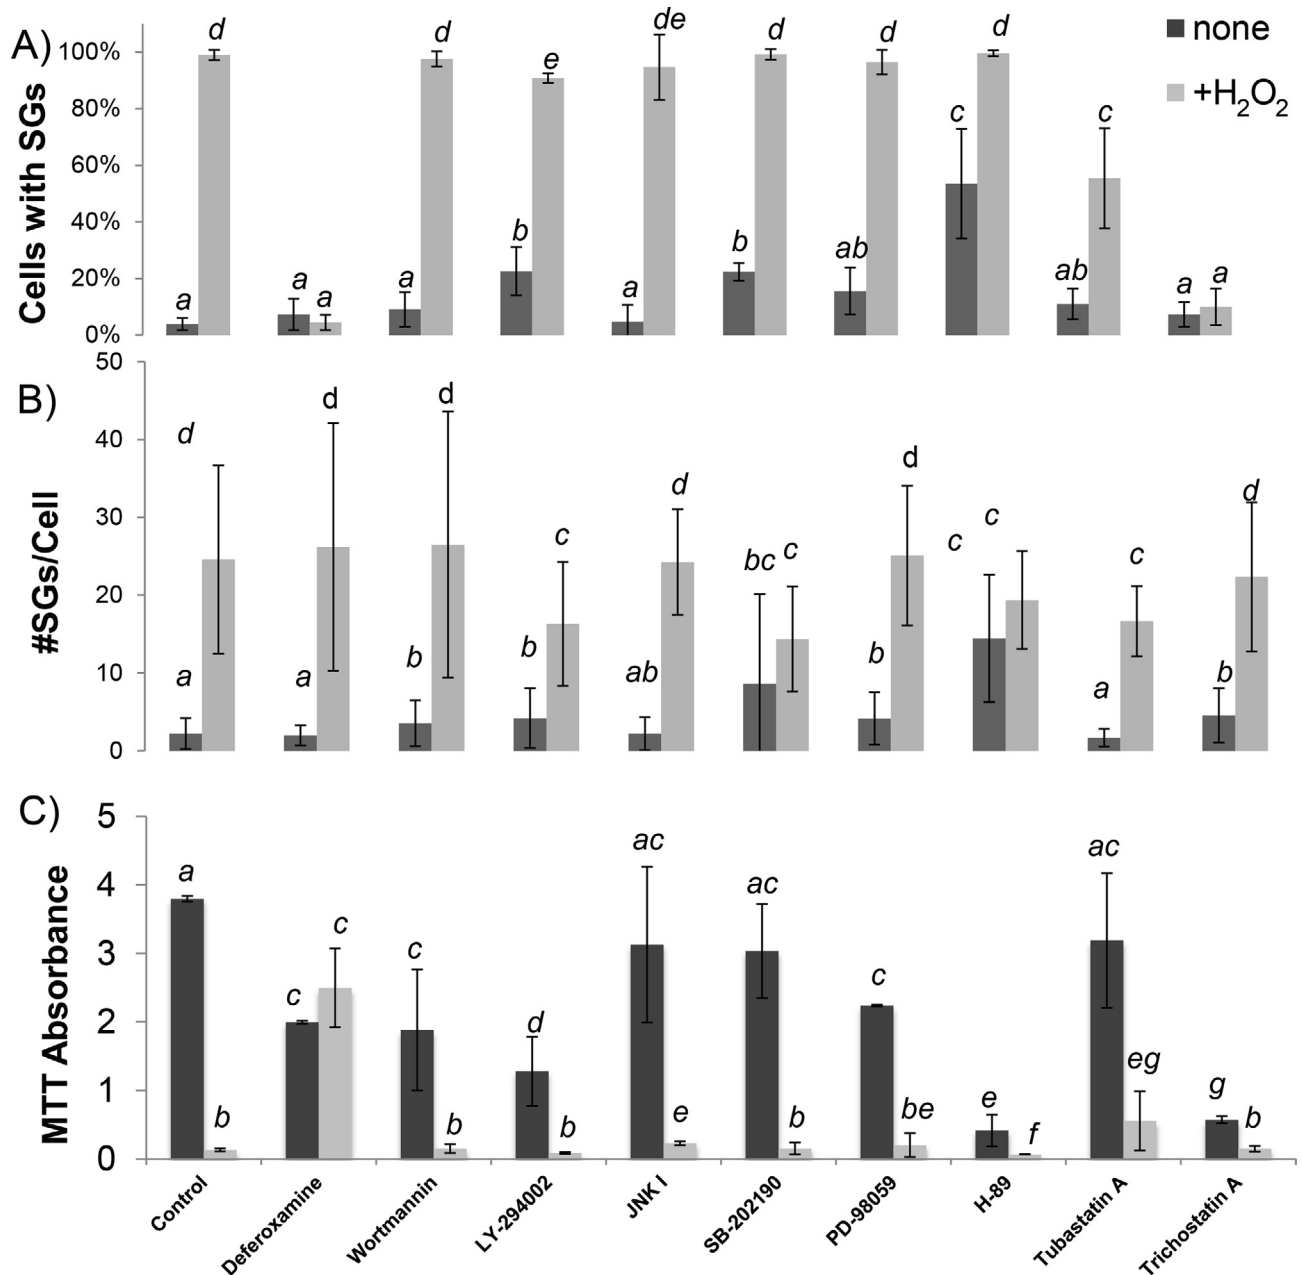 A)
Cells with SGs
100%
80%
60%
40%
20%
0%
none
+H₂O₂
a d a a a d b e a de b d ab d c d ab c a a
B)
#SGs/Cell
50
40
30
20
10
0
a d a d b d b c ab d bc c b d c c a c b d
C)
MTT Absorbance
5
4
3
2
1
0
a b c c c b d b ac e ac b c be e f ac eg g b
Control
Deferoxamine
Wortmannin
LY-294002
JNK I
SB-202190
PD-98059
H-89
Tubastatin A
Trichostatin A